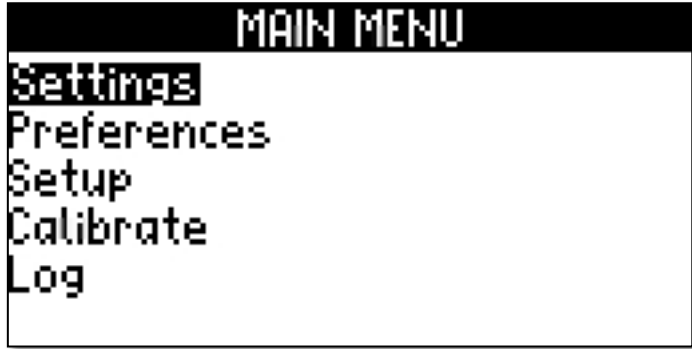 MAIN MENU
Settings
Preferences
Setup
Calibrate
Log